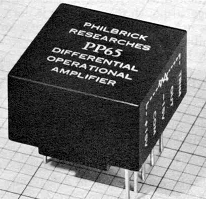 PHILBRICK
RESEARCHES
PP65
DIFFERENTIAL
OPERATIONAL
AMPLIFIER